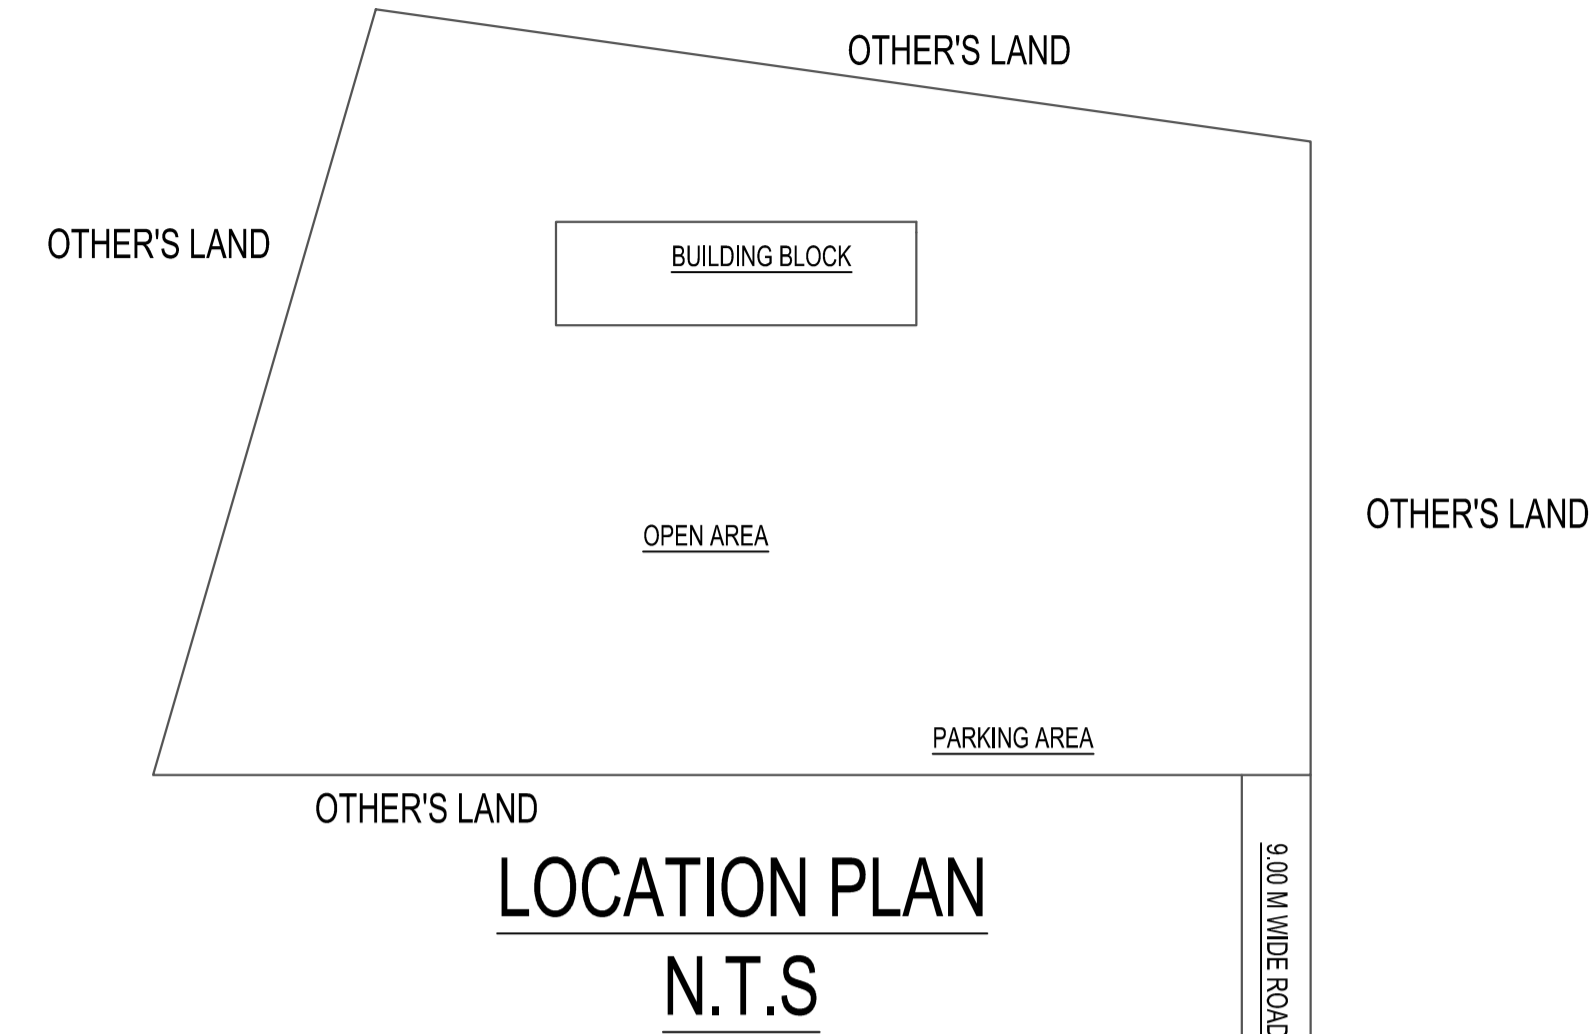 OTHER'S LAND
OTHER'S LAND
BUILDING BLOCK
OTHER'S LAND
OPEN AREA
PARKING AREA
OTHER'S LAND
9.00 M WIDE ROAD
LOCATION PLAN
N.T.S